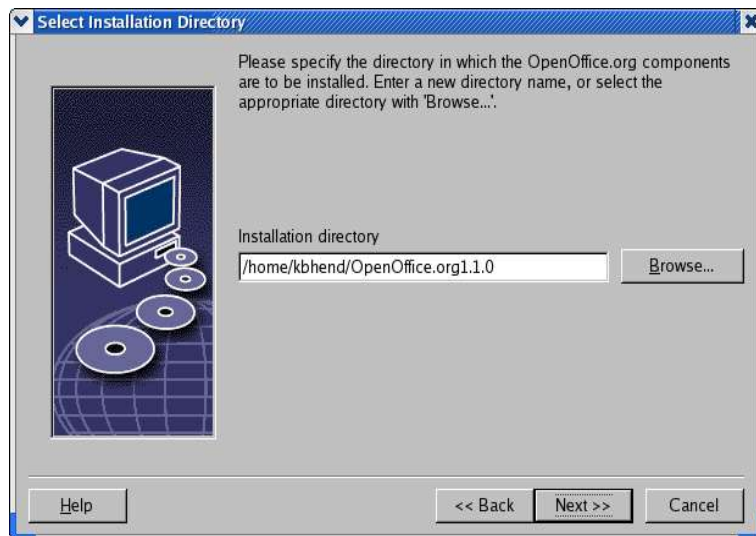 Select Installation Directory
Please specify the directory in which the OpenOffice.org components
are to be installed. Enter a new directory name, or select the
appropriate directory with 'Browse...'.
Installation directory
/home/kbhend/OpenOffice.org1.1.0
Browse...
Help
<< Back
Next >>
Cancel